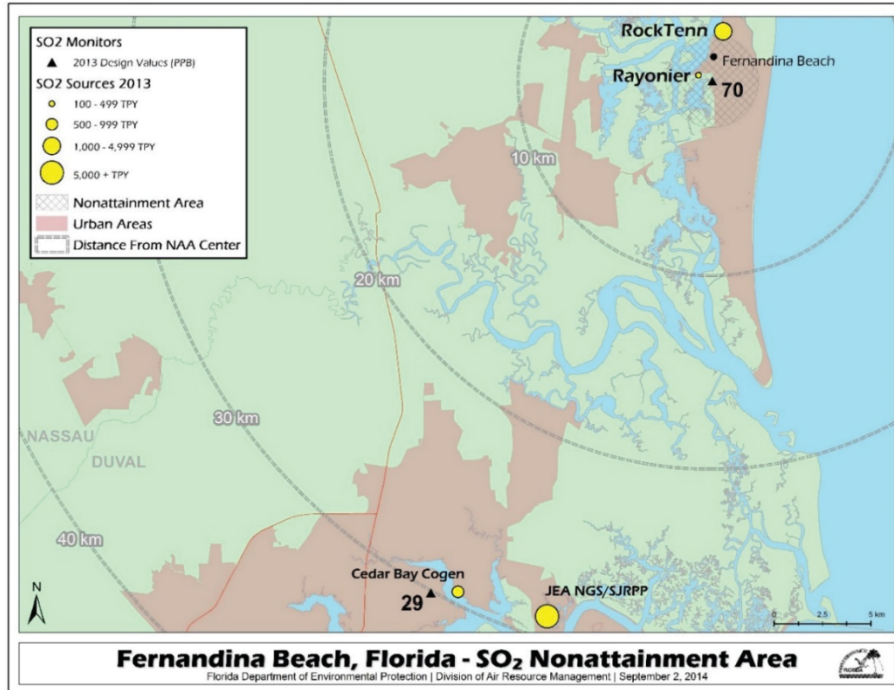 SO2 Monitors
2013 Design Values (PPB)
SO2 Sources 2013
100 - 499 TPY
500 - 999 TPY
1,000 - 4,999 TPY
5,000 + TPY
Nonattainment Area
Urban Areas
Distance From NAA Center
RockTenn
Fernandina Beach
Rayonier
70
10 km
20 km
30 km
NASSAU
DUVAL
40 km
Cedar Bay Cogen
29
JEA NGS/SJRPP
N
0 2.5 5 km
Fernandina Beach, Florida - SO₂ Nonattainment Area
Florida Department of Environmental Protection | Division of Air Resource Management | September 2, 2014